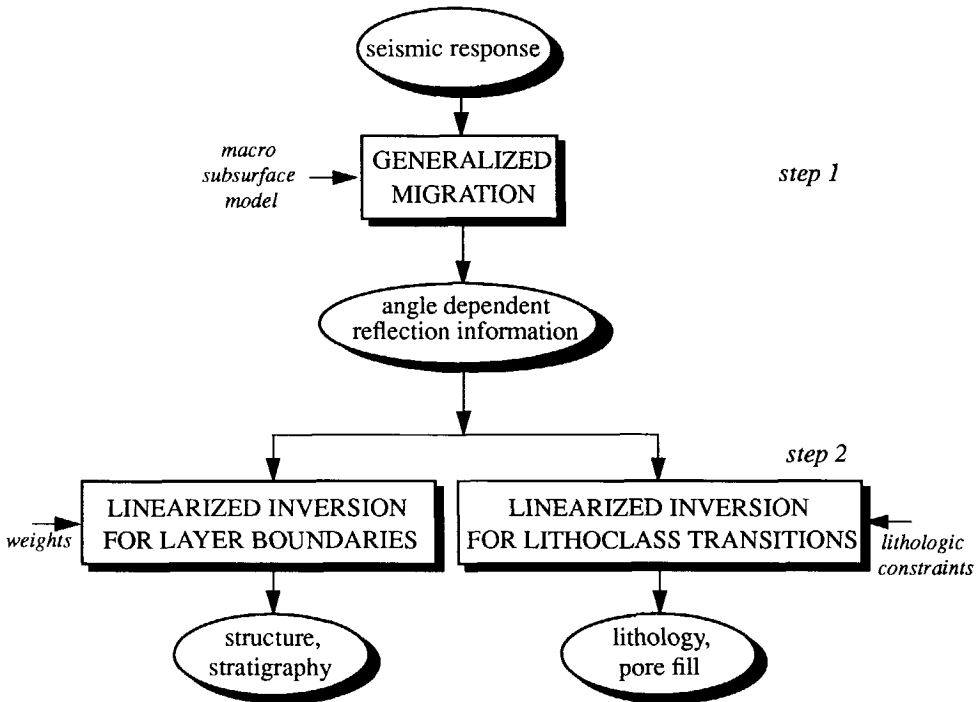 seismic response
macro
subsurface
model
GENERALIZED
MIGRATION
step 1
angle dependent
reflection information
step 2
LINEARIZED INVERSION
FOR LAYER BOUNDARIES
LINEARIZED INVERSION
FOR LITHOCLASS TRANSITIONS
weights
lithologic
constraints
structure,
stratigraphy
lithology,
pore fill